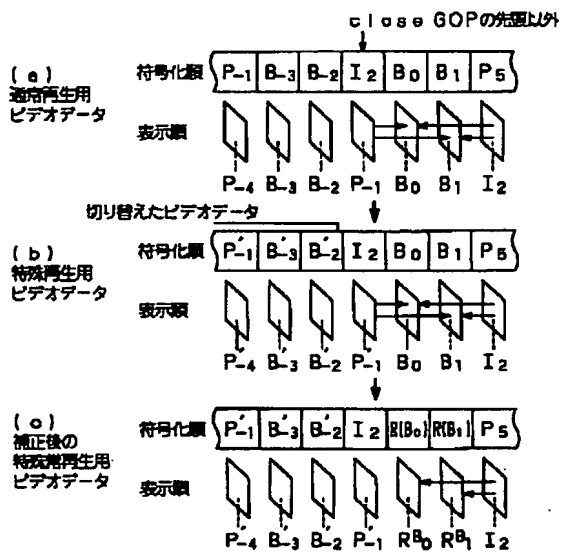 close GOPの先頭以外
(a)
通常再生用
ビデオデータ
符号化順 P-1 B-3 B-2 I2 B0 B1 P5
表示順
P-4 B-3 B-2 P-1 B0 B1 I2
切り替えたビデオデータ
(b)
特殊再生用
ビデオデータ
符号化順 P'-1 B'-3 B'-2 I2 B0 B1 P5
表示順
P'-4 B'-3 B'-2 P'-1 B0 B1 I2
(c)
補正後の
特殊常再生用
ビデオデータ
符号化順 P'-1 B'-3 B'-2 I2 R(B0) R(B1) P5
表示順
P'-4 B'-3 B'-2 P'-1 RB0 RB1 I2